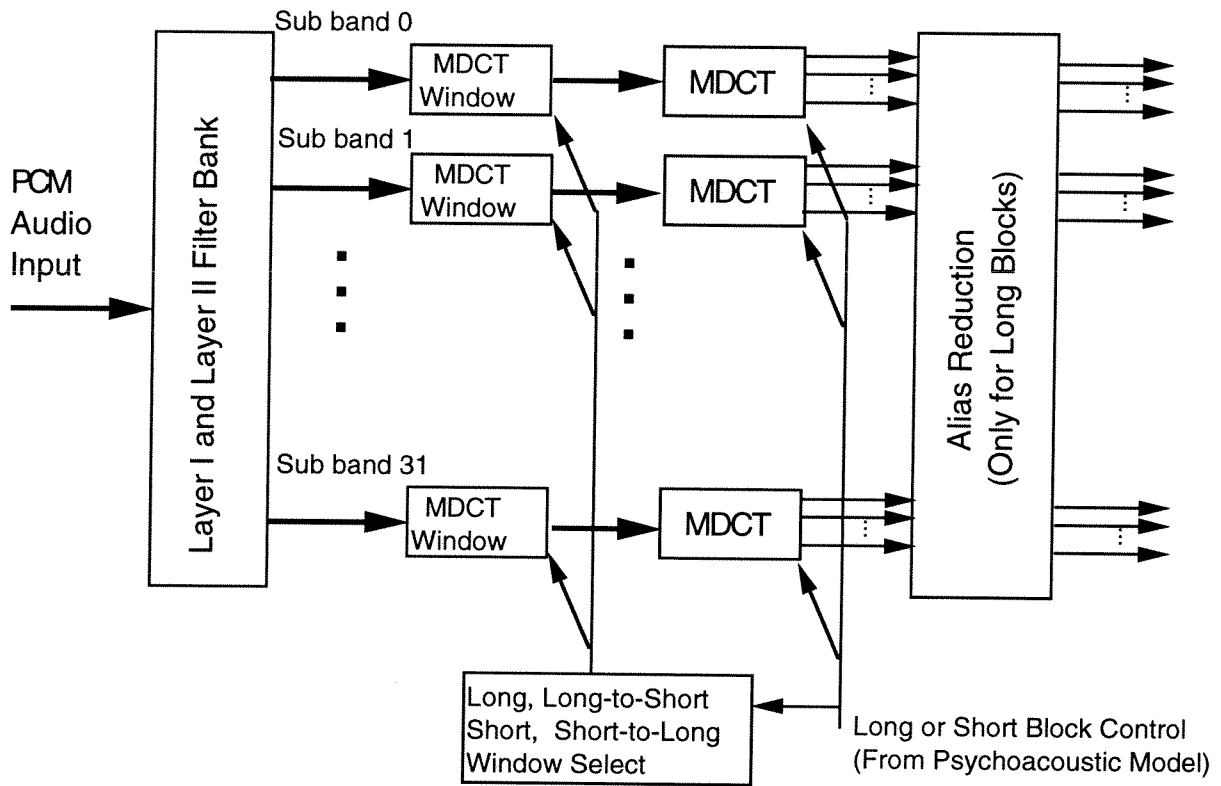 Sub band 0
MDCT
Window
MDCT
Sub band 1
MDCT
Window
MDCT
PCM
Audio
Input
Layer I and Layer II Filter Bank
Sub band 31
MDCT
Window
MDCT
Alias Reduction
(Only for Long Blocks)
Long, Long-to-Short
Short, Short-to-Long
Window Select
Long or Short Block Control
(From Psychoacoustic Model)